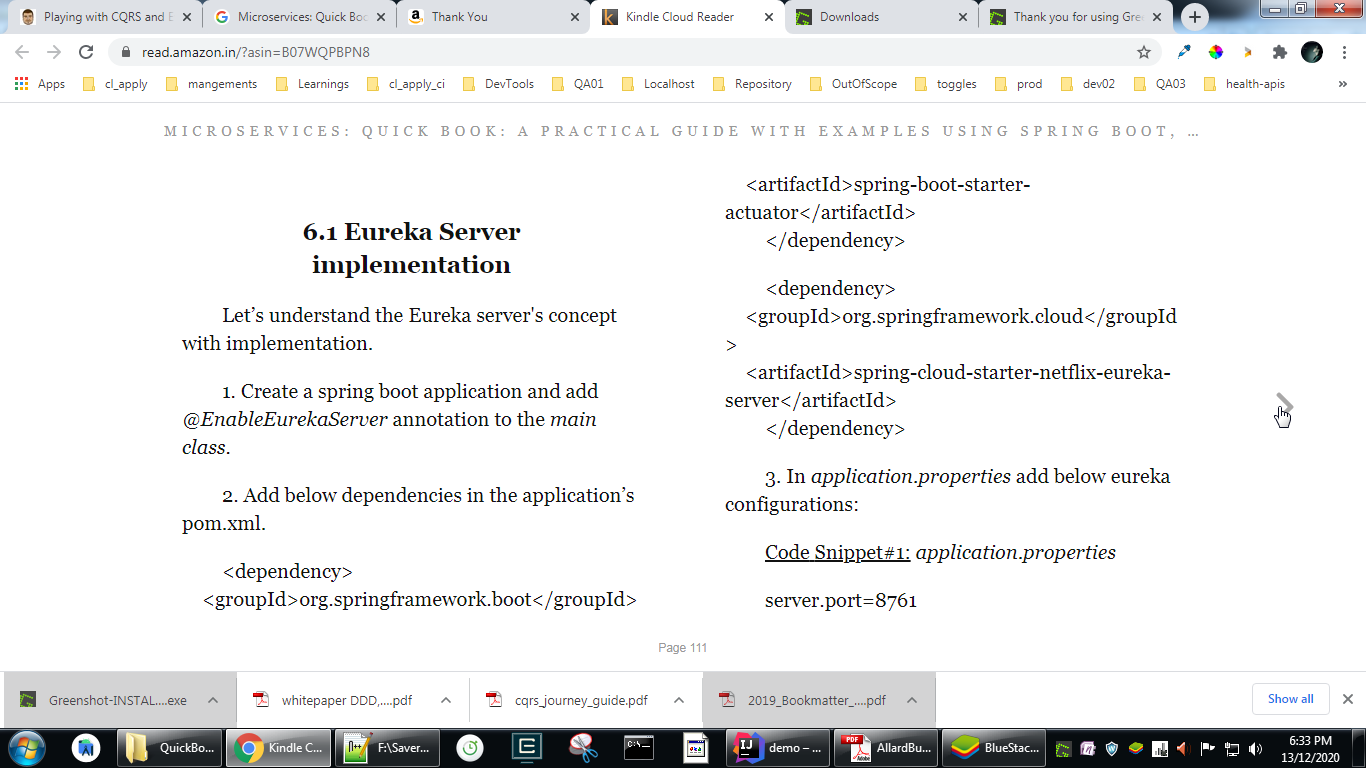 Playing with CQRS and E
Microservices: Quick Boo
Thank You
Kindle Cloud Reader
Downloads
Thank you for using Gre
read.amazon.in/?asin=B07WQPBPN8
Apps
cl_apply
mangements
Learnings
cl_apply_ci
DevTools
QA01
Localhost
Repository
OutOfScope
toggles
prod
dev02
QA03
health-apis
»
MICROSERVICES: QUICK BOOK: A PRACTICAL GUIDE WITH EXAMPLES USING SPRING BOOT, ...
6.1 Eureka Server
implementation
Let’s understand the Eureka server's concept
with implementation.
1. Create a spring boot application and add
@EnableEurekaServer annotation to the main
class.
2. Add below dependencies in the application’s
pom.xml.
<dependency>
<groupId>org.springframework.boot</groupId>
<artifactId>spring-boot-starter-
actuator</artifactId>
</dependency>
<dependency>
<groupId>org.springframework.cloud</groupId
>
<artifactId>spring-cloud-starter-netflix-eureka-
server</artifactId>
</dependency>
3. In application.properties add below eureka
configurations:
Code Snippet#1: application.properties
server.port=8761
Page 111
Greenshot-INSTAL....exe
whitepaper DDD,....pdf
cqrs_journey_guide.pdf
2019_Bookmatter_....pdf
Show all
QuickBo...
Kindle C...
F:\Saver...
demo – ...
AllardBu...
BlueStac...
6:33 PM
13/12/2020